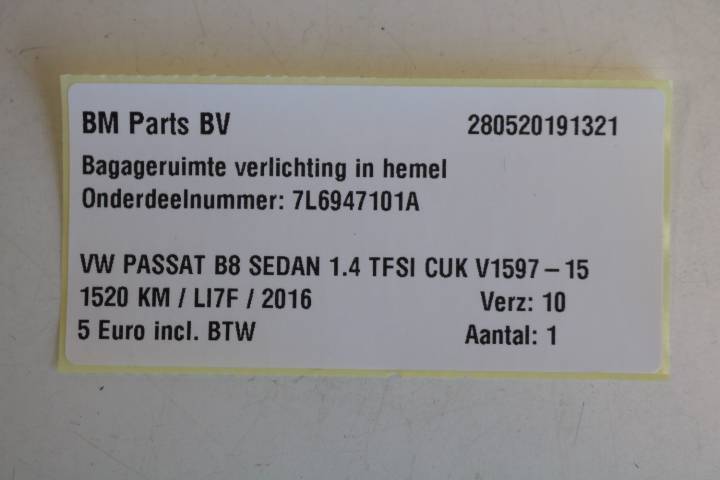 BM Parts BV 280520191321
Bagageruimte verlichting in hemel
Onderdeelnummer: 7L6947101A
VW PASSAT B8 SEDAN 1.4 TFSI CUK V1597 - 15
1520 KM / LI7F / 2016 Verz: 10
5 Euro incl. BTW Aantal: 1